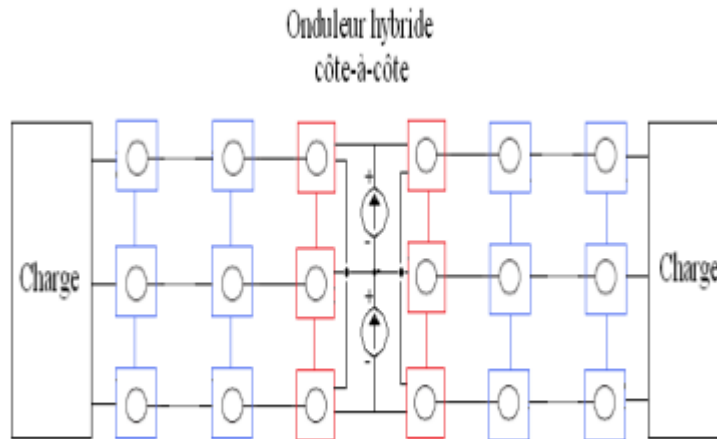 Onduleur hybride
côte-à-côte
+
-
Charge
Charge
+
-